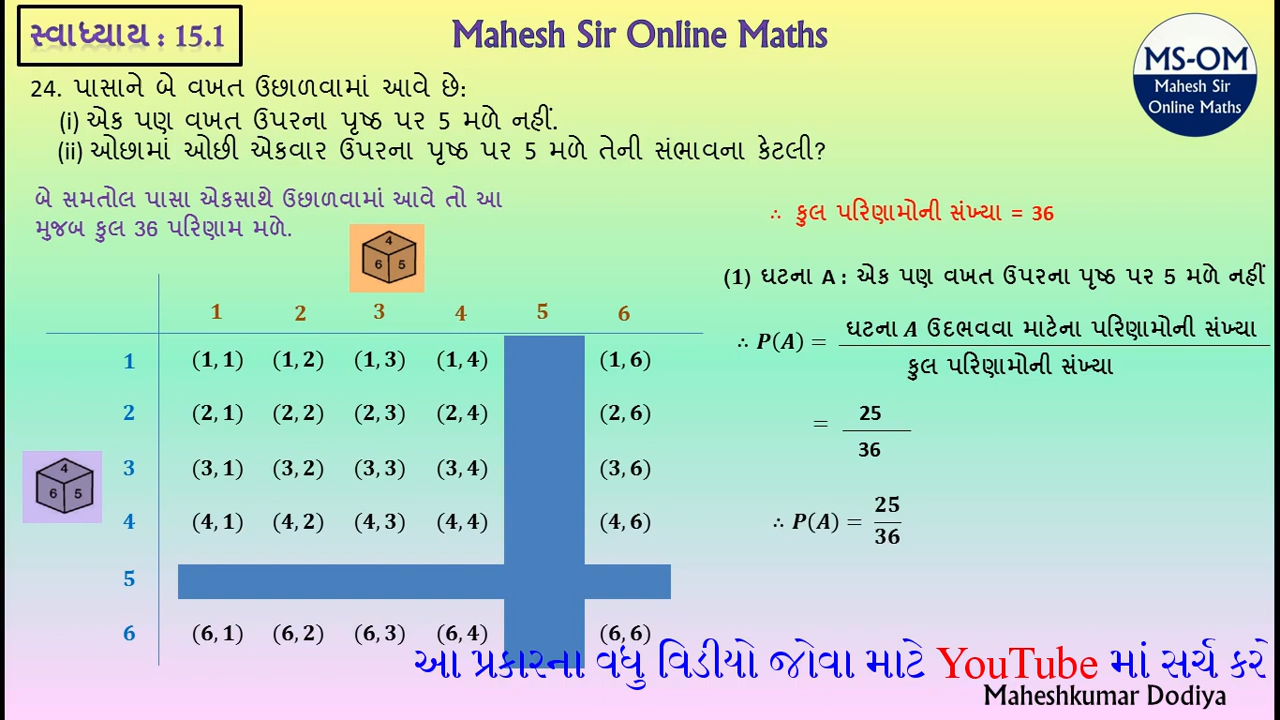 સ્વાધ્યાય : 15.1
Mahesh Sir Online Maths
MS-OM
Mahesh Sir
Online Maths
24. પાસાને બે વખત ઉછાળવામાં આવે છે:
(i) એક પણ વખત ઉપરના પૃષ્ઠ પર 5 મળે નહીં.
(ii) ઓછામાં ઓછી એકવાર ઉપરના પૃષ્ઠ પર 5 મળે તેની સંભાવના કેટલી?
બે સમતોલ પાસા એકસાથે ઉછાળવામાં આવે તો આ
મુજબ કુલ 36 પરિણામ મળે.
4
6 5
1 2 3 4 5 6
1 (1, 1) (1, 2) (1, 3) (1, 4) (1, 6)
2 (2, 1) (2, 2) (2, 3) (2, 4) (2, 6)
3 (3, 1) (3, 2) (3, 3) (3, 4) (3, 6)
4 (4, 1) (4, 2) (4, 3) (4, 4) (4, 6)
5
6 (6, 1) (6, 2) (6, 3) (6, 4) (6, 6)
4
6 5
∴ કુલ પરિણામોની સંખ્યા = 36
(1) ઘટના A : એક પણ વખત ઉપરના પૃષ્ઠ પર 5 મળે નહીં
∴ P(A) = ઘટના A ઉદભવવા માટેના પરિણામોની સંખ્યા
કુલ પરિણામોની સંખ્યા
= 25
36
∴ P(A) = 25
36
આ પ્રકારના વધુ વિડીયો જોવા માટે YouTube માં સર્ચ કરે
Maheshkumar Dodiya